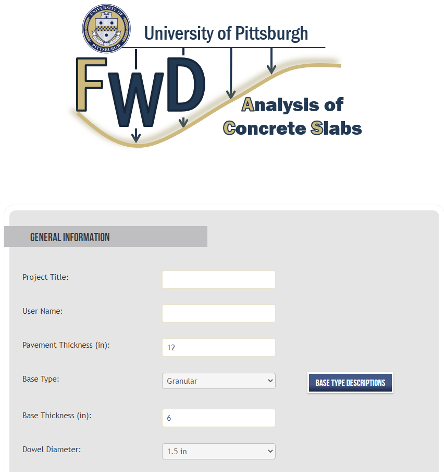 University of Pittsburgh
FWD
Analysis of
Concrete Slabs
GENERAL INFORMATION
Project Title:
User Name:
Pavement Thickness (in):
12
Base Type:
Granular
BASE TYPE DESCRIPTIONS
Base Thickness (in):
6
Dowel Diameter:
1.5 in